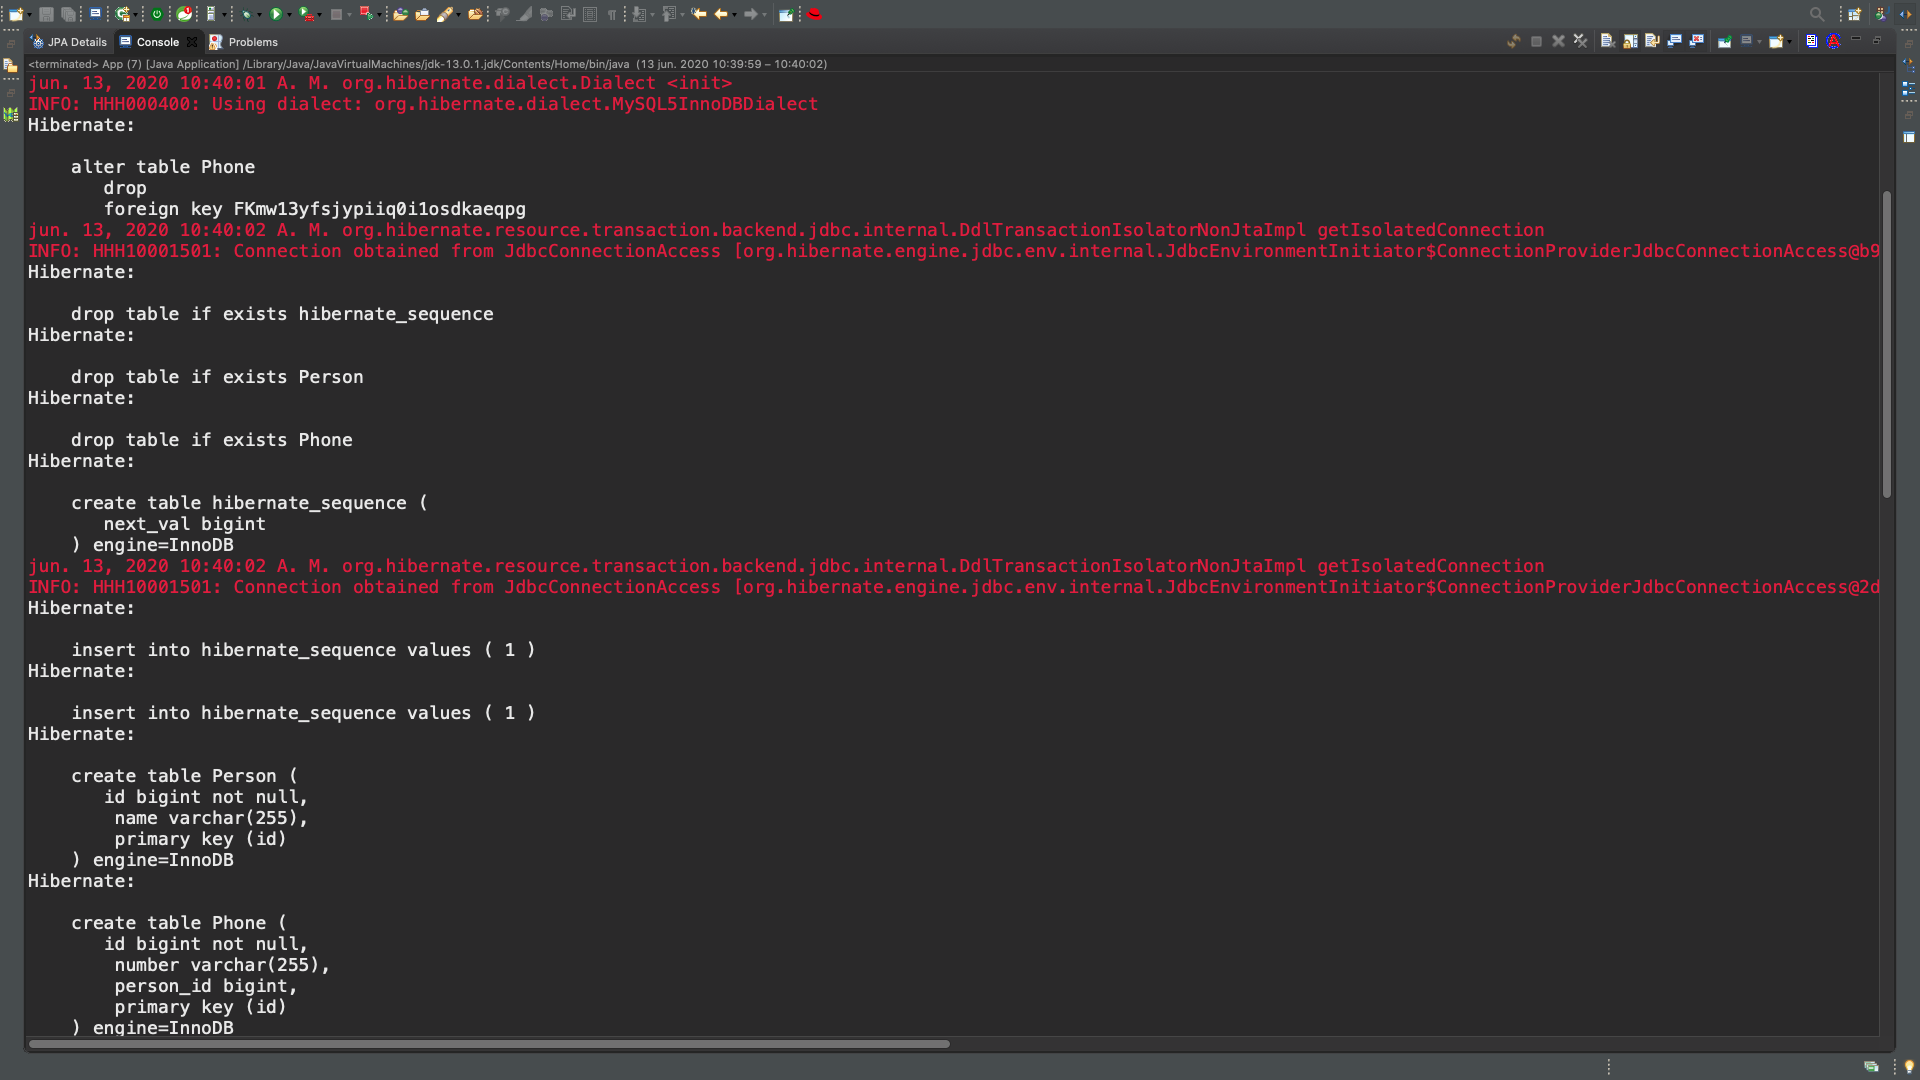 JPA Details
Console
Problems
<terminated> App (7) [Java Application] /Library/Java/JavaVirtualMachines/jdk-13.0.1.jdk/Contents/Home/bin/java (13 jun. 2020 10:39:59 – 10:40:02)
jun. 13, 2020 10:40:01 A. M. org.hibernate.dialect.Dialect <init>
INFO: HHH000400: Using dialect: org.hibernate.dialect.MySQL5InnoDBDialect
Hibernate:
alter table Phone
drop
foreign key FKmw13yfsjypiiq0i1osdkaeqpg
jun. 13, 2020 10:40:02 A. M. org.hibernate.resource.transaction.backend.jdbc.internal.DdlTransactionIsolatorNonJtaImpl getIsolatedConnection
INFO: HHH10001501: Connection obtained from JdbcConnectionAccess [org.hibernate.engine.jdbc.env.internal.JdbcEnvironmentInitiator$ConnectionProviderJdbcConnectionAccess@b9
Hibernate:
drop table if exists hibernate_sequence
Hibernate:
drop table if exists Person
Hibernate:
drop table if exists Phone
Hibernate:
create table hibernate_sequence (
next_val bigint
) engine=InnoDB
jun. 13, 2020 10:40:02 A. M. org.hibernate.resource.transaction.backend.jdbc.internal.DdlTransactionIsolatorNonJtaImpl getIsolatedConnection
INFO: HHH10001501: Connection obtained from JdbcConnectionAccess [org.hibernate.engine.jdbc.env.internal.JdbcEnvironmentInitiator$ConnectionProviderJdbcConnectionAccess@2d
Hibernate:
insert into hibernate_sequence values ( 1 )
Hibernate:
insert into hibernate_sequence values ( 1 )
Hibernate:
create table Person (
id bigint not null,
name varchar(255),
primary key (id)
) engine=InnoDB
Hibernate:
create table Phone (
id bigint not null,
number varchar(255),
person_id bigint,
primary key (id)
) engine=InnoDB